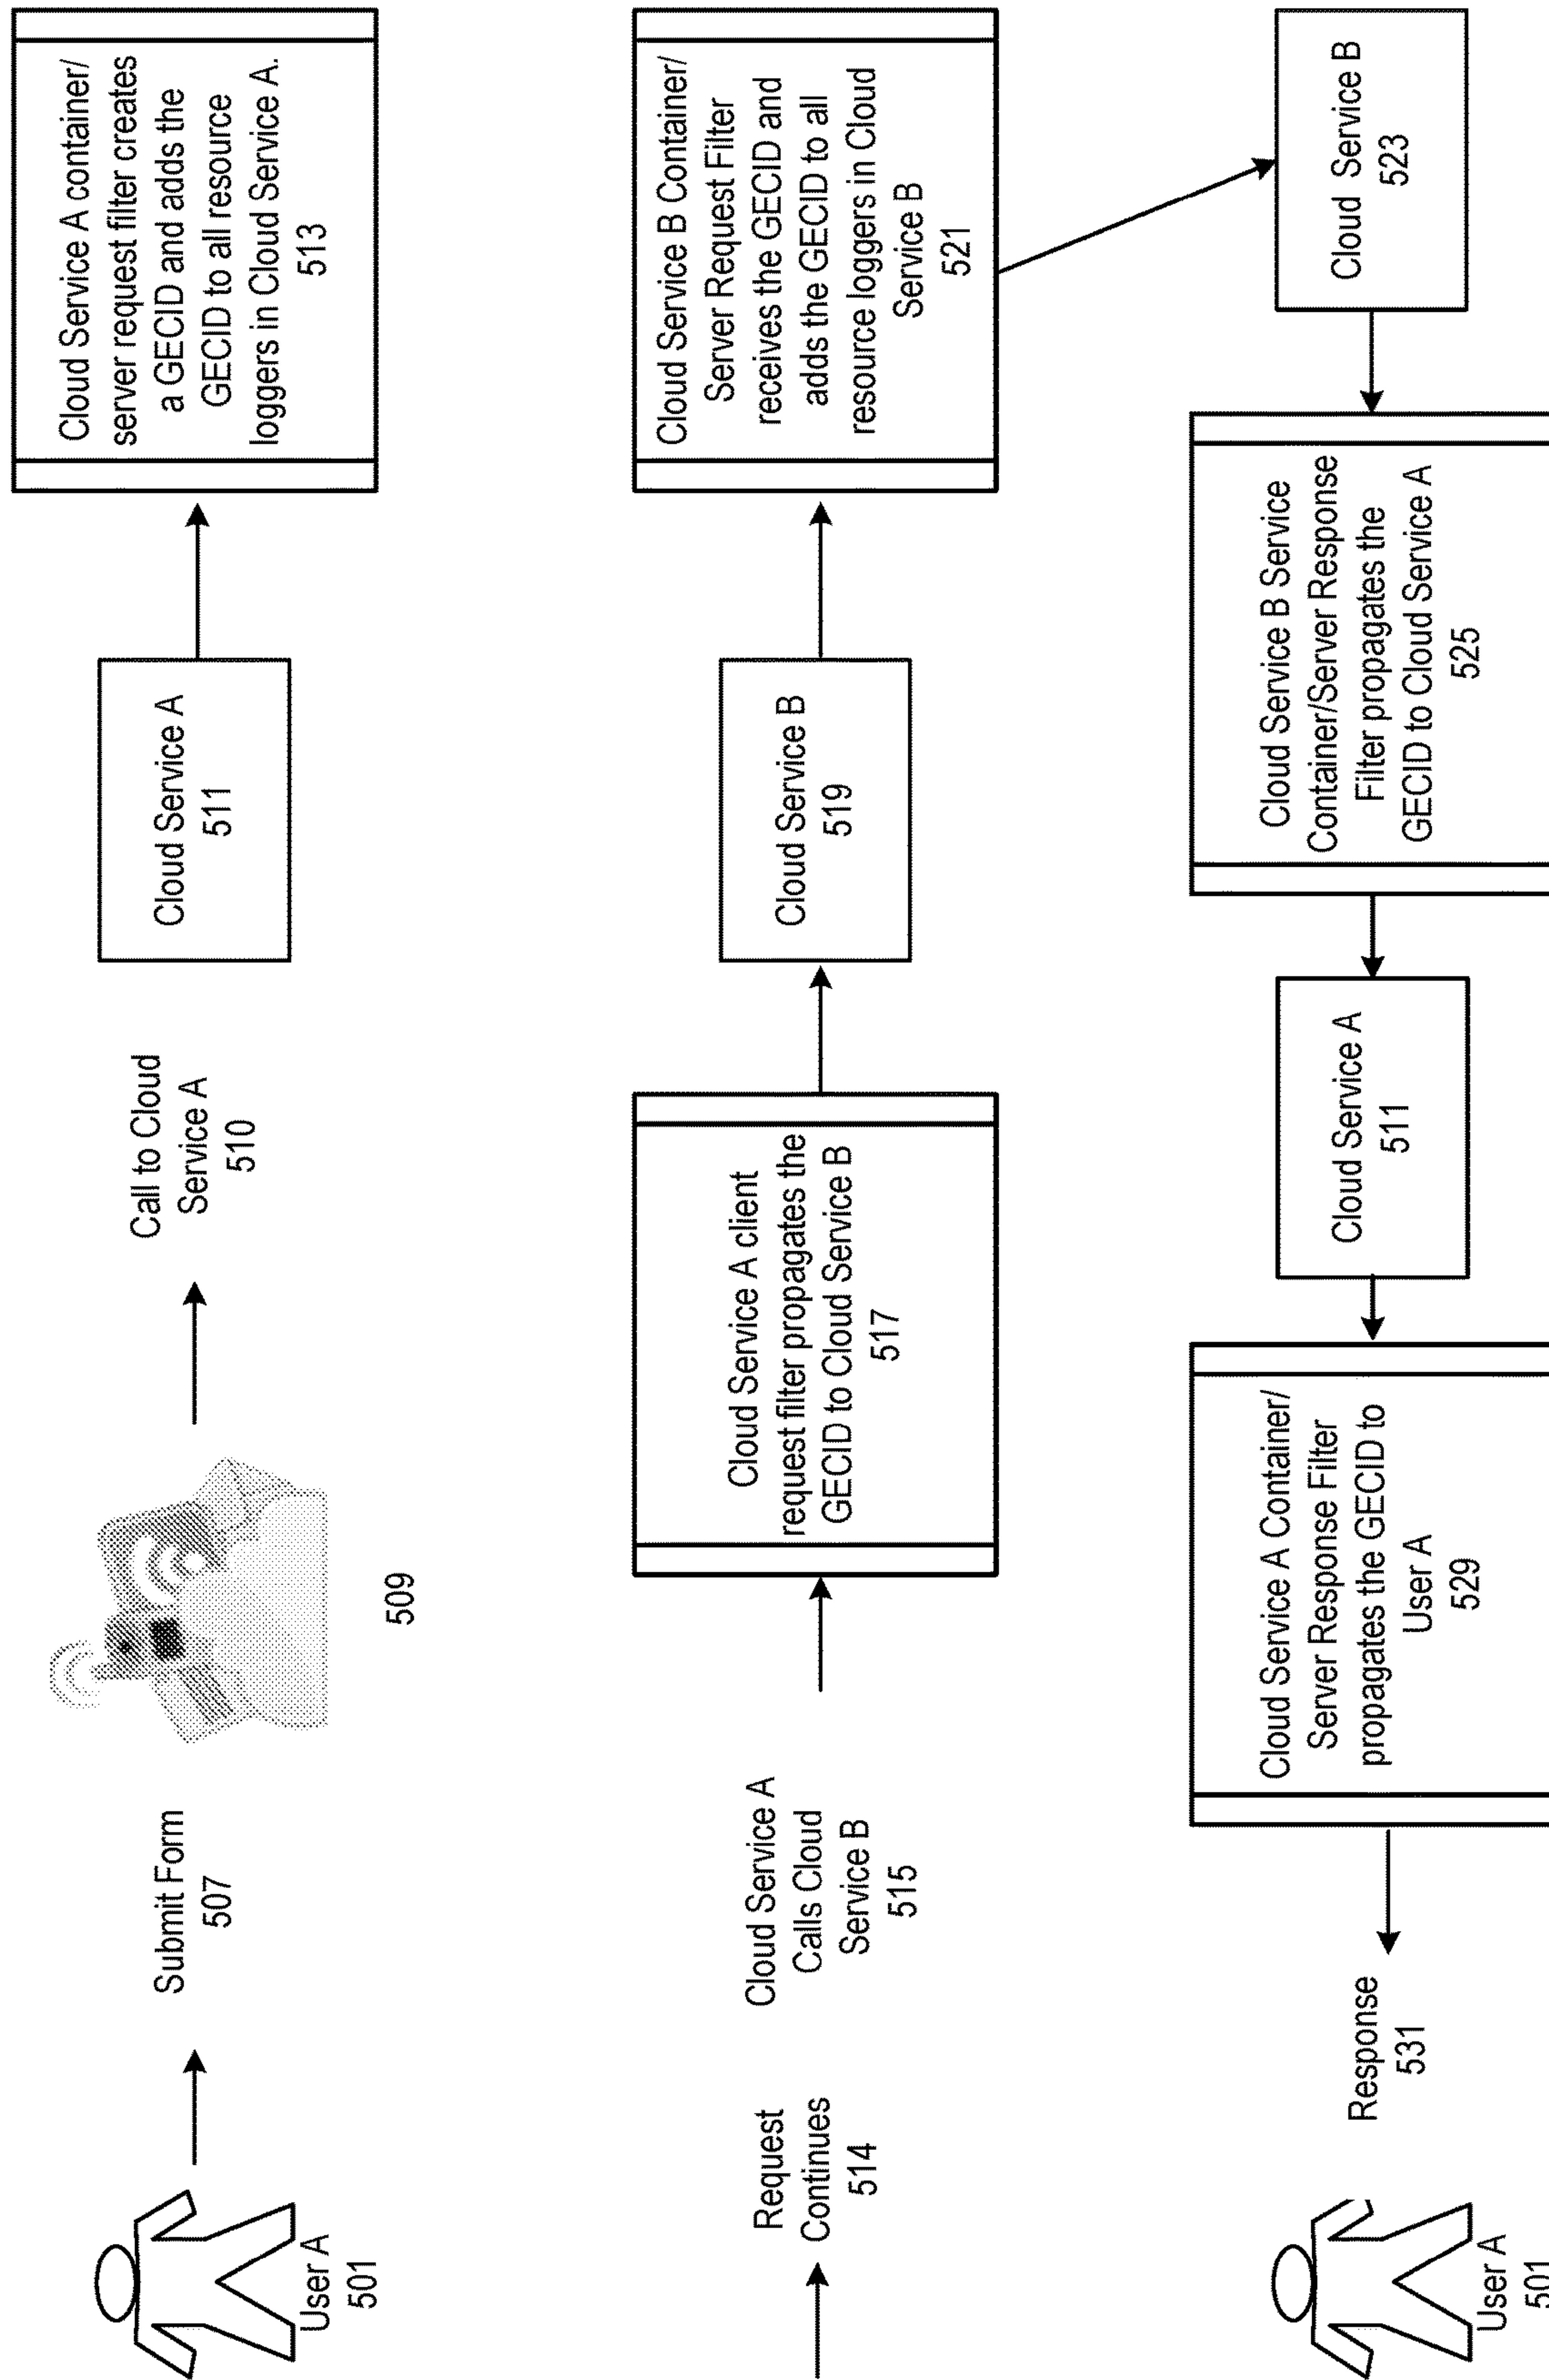 User A
501
Submit Form
507
509
Call to Cloud
Service A
510
Cloud Service A
511
Cloud Service A container/
server request filter creates
a GECID and adds the
GECID to all resource
loggers in Cloud Service A.
513
Request
Continues
514
Cloud Service A
Calls Cloud
Service B
515
Cloud Service A client
request filter propagates the
GECID to Cloud Service B
517
Cloud Service B
519
Cloud Service B Container/
Server Request Filter
receives the GECID and
adds the GECID to all
resource loggers in Cloud
Service B
521
User A
501
Response
531
Cloud Service A Container/
Server Response Filter
propagates the GECID to
User A
529
Cloud Service A
511
Cloud Service B Service
Container/Server Response
Filter propagates the
GECID to Cloud Service A
525
Cloud Service B
523